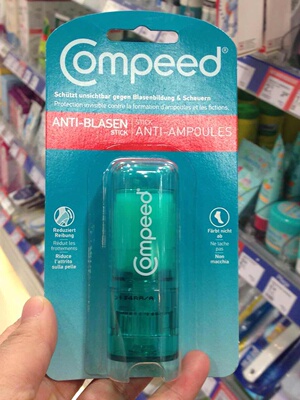 Compeed®
Schützt unsichtbar gegen Blasenbildung & Scheuern
Protection invisible contre la formation d'ampoules et les frictions.
ANTI-BLASEN STICK
STICK ANTI-AMPOULES
Compeed
Reduziert
Reibung
Réduit les
frottements
Riduce
l'attrito
sulla pelle
Färbt nicht
ab
Ne tache
pas
Non
macchia